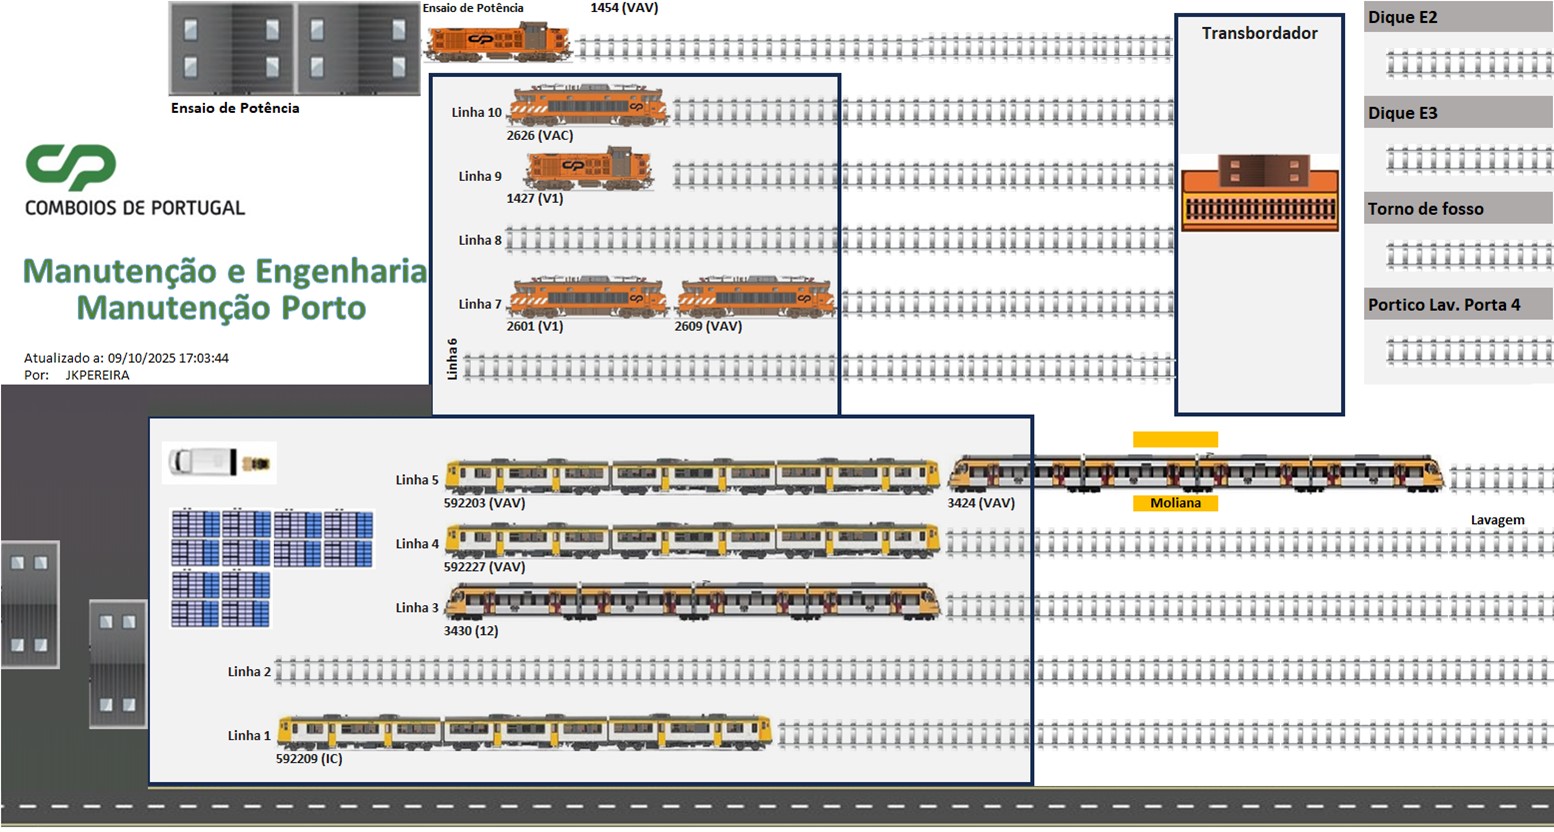 Ensaio de Potência
1454 (VAV)
Ensaio de Potência
CP
COMBOIOS DE PORTUGAL
Manutenção e Engenharia
Manutenção Porto
Atualizado a: 09/10/2025 17:03:44
Por: JKPEREIRA
Linha 10
2626 (VAC)
Linha 9
1427 (V1)
Linha 8
Linha 7
2601 (V1)
2609 (VAV)
Linha 6
Transbordador
Dique E2
Dique E3
Torno de fosso
Portico Lav. Porta 4
Linha 5
592203 (VAV)
3424 (VAV)
Moliana
Lavagem
Linha 4
592227 (VAV)
Linha 3
3430 (12)
Linha 2
Linha 1
592209 (IC)